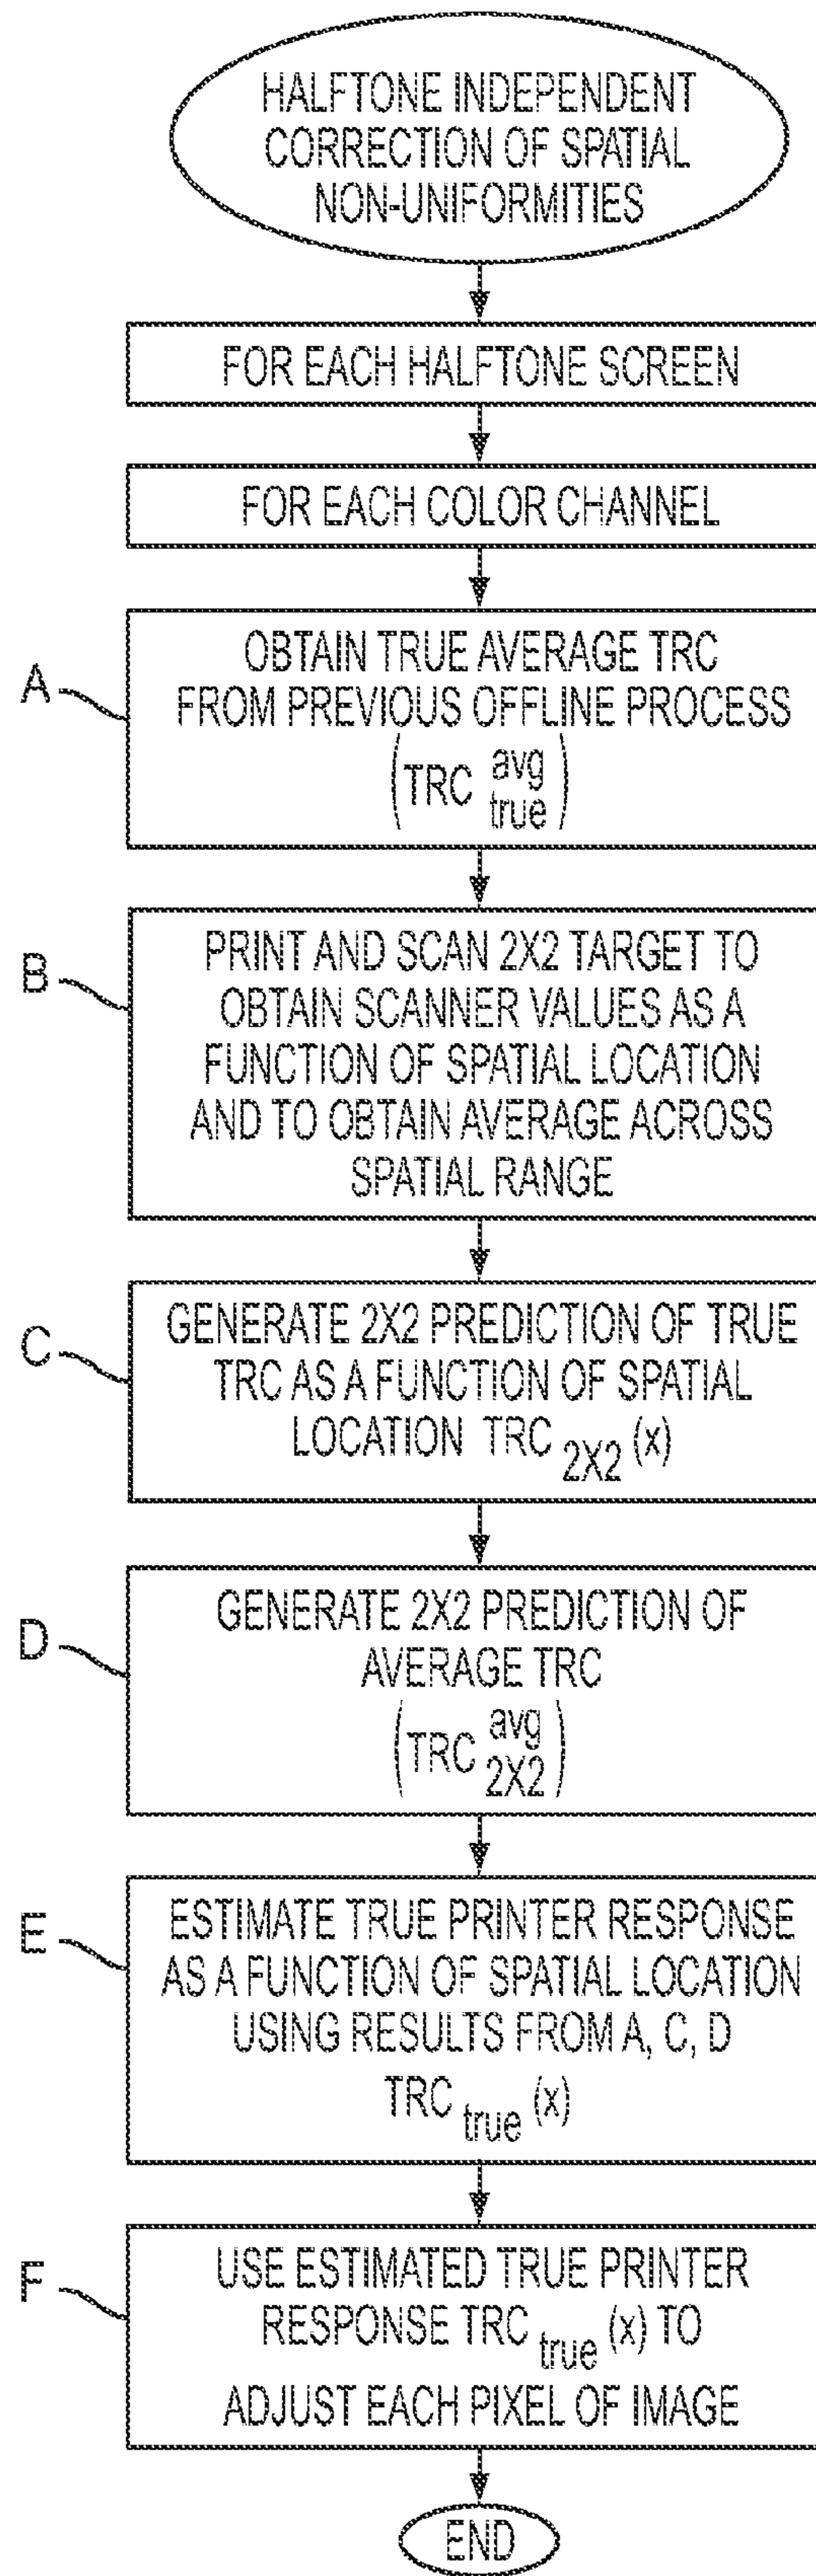 HALFTONE INDEPENDENT
CORRECTION OF SPATIAL
NON-UNIFORMITIES
FOR EACH HALFTONE SCREEN
FOR EACH COLOR CHANNEL
A
OBTAIN TRUE AVERAGE TRC
FROM PREVIOUS OFFLINE PROCESS
(TRC avg true)
B
PRINT AND SCAN 2X2 TARGET TO
OBTAIN SCANNER VALUES AS A
FUNCTION OF SPATIAL LOCATION
AND TO OBTAIN AVERAGE ACROSS
SPATIAL RANGE
C
GENERATE 2X2 PREDICTION OF TRUE
TRC AS A FUNCTION OF SPATIAL
LOCATION TRC 2X2 (x)
D
GENERATE 2X2 PREDICTION OF
AVERAGE TRC
(TRC avg 2X2)
E
ESTIMATE TRUE PRINTER RESPONSE
AS A FUNCTION OF SPATIAL LOCATION
USING RESULTS FROM A, C, D
TRC true (x)
F
USE ESTIMATED TRUE PRINTER
RESPONSE TRC true (x) TO
ADJUST EACH PIXEL OF IMAGE
END